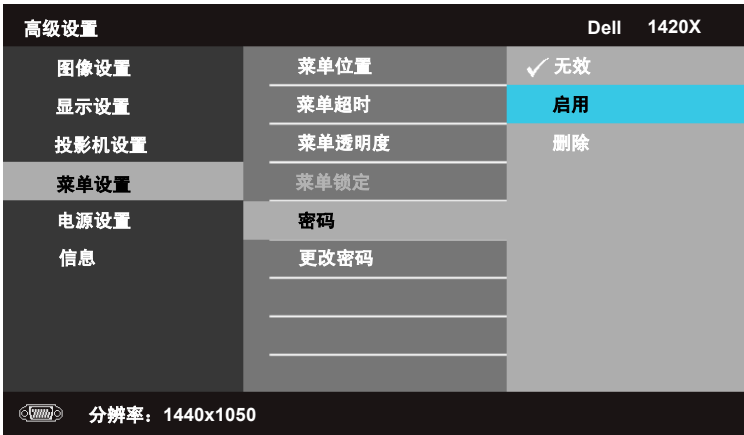 高级设置 Dell 1420X
图像设置 菜单位置 无效
显示设置 菜单超时 启用
投影机设置 菜单透明度 删除
菜单设置 菜单锁定
电源设置 密码
信息 更改密码
分辨率：1440x1050